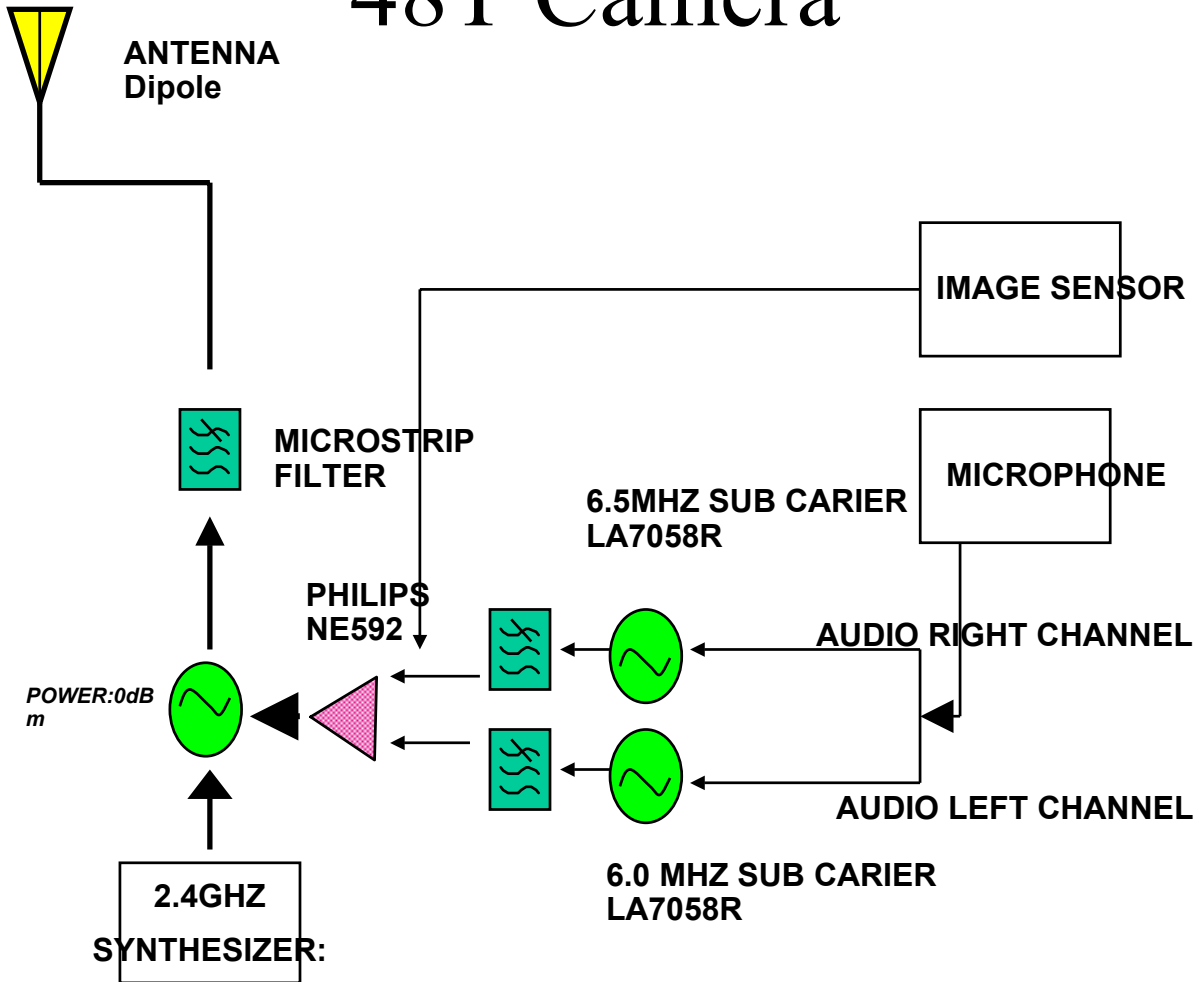 Camera
ANTENNA
Dipole
IMAGE SENSOR
MICROSTRIP
FILTER
MICROPHONE
6.5MHZ SUB CARIER
LA7058R
PHILIPS
NE592
AUDIO RIGHT CHANNEL
POWER:0dB
m
AUDIO LEFT CHANNEL
6.0 MHZ SUB CARIER
LA7058R
2.4GHZ
SYNTHESIZER: